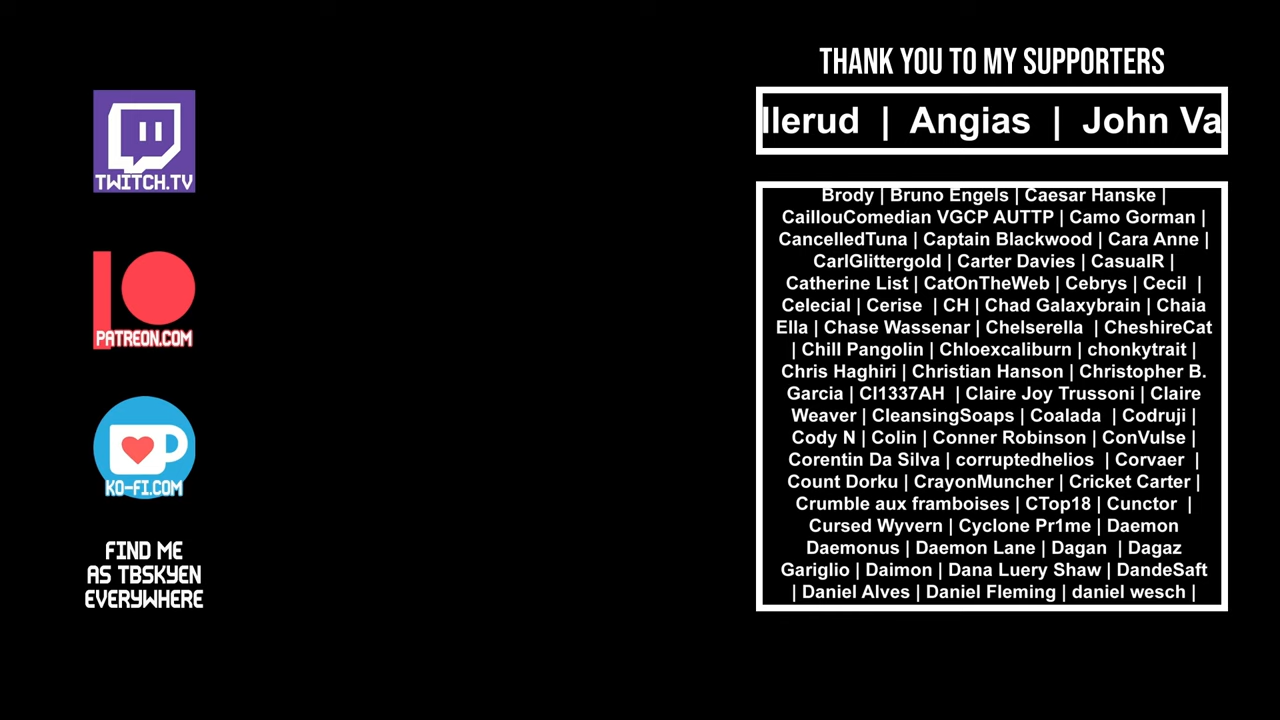 TWITCH.TV
PATREON.COM
KO-FI.COM
FIND ME
AS TBSKYEN
EVERYWHERE
THANK YOU TO MY SUPPORTERS
llerud | Angias | John Va
Brody | Bruno Engels | Caesar Hanske |
CaillouComedian VGCP AUTTP | Camo Gorman |
CancelledTuna | Captain Blackwood | Cara Anne |
CarlGlittergold | Carter Davies | CasualR |
Catherine List | CatOnTheWeb | Cebrys | Cecil |
Celecial | Cerise | CH | Chad Galaxybrain | Chaia
Ella | Chase Wassenar | Chelserella | CheshireCat
| Chill Pangolin | Chloexcaliburn | chonkytrait |
Chris Haghiri | Christian Hanson | Christopher B.
Garcia | Cl1337AH | Claire Joy Trussoni | Claire
Weaver | CleansingSoaps | Coalada | Codruji |
Cody N | Colin | Conner Robinson | ConVulse |
Corentin Da Silva | corruptedhelios | Corvaer |
Count Dorku | CrayonMuncher | Cricket Carter |
Crumble aux framboises | CTop18 | Cunctor |
Cursed Wyvern | Cyclone Pr1me | Daemon
Daemonus | Daemon Lane | Dagan | Dagaz
Gariglio | Daimon | Dana Luery Shaw | DandeSaft
| Daniel Alves | Daniel Fleming | daniel wesch |